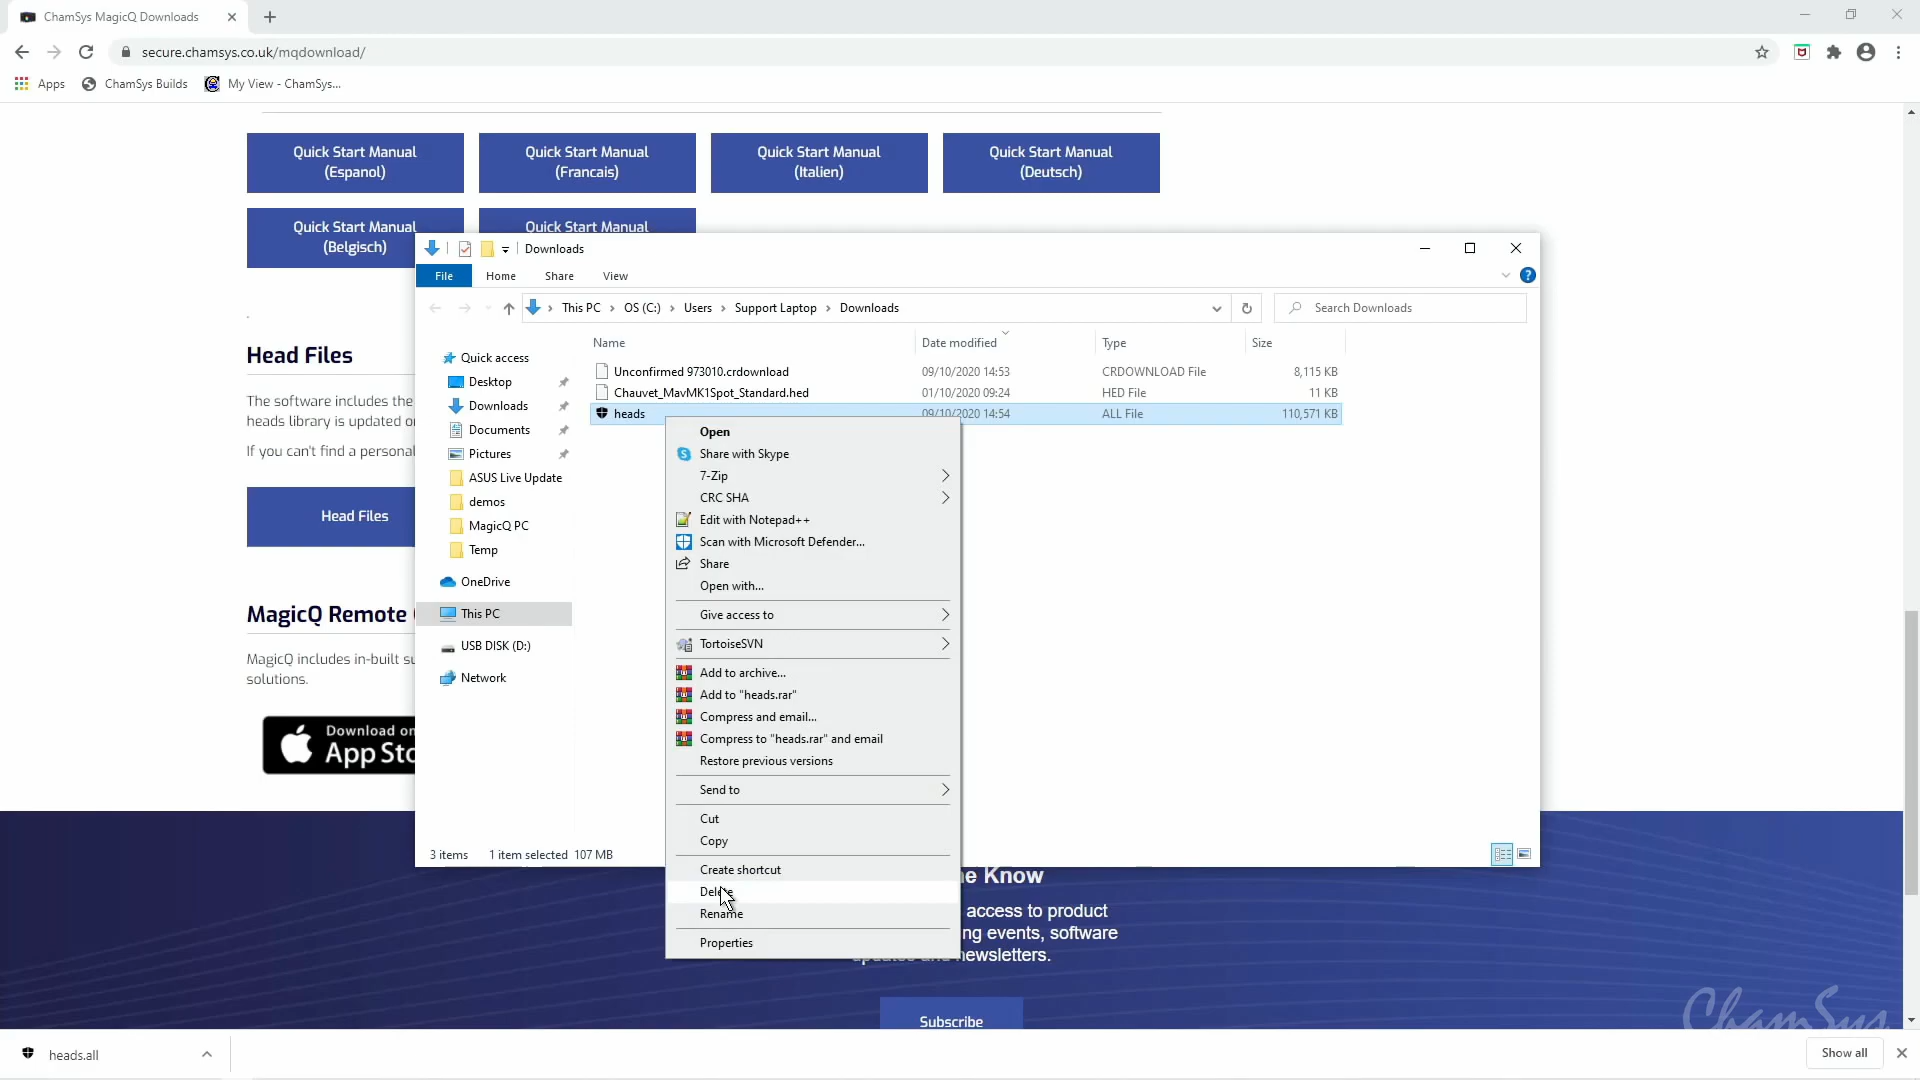 ChamSys MagicQ Downloads
secure.chamsys.co.uk/mqdownload/
Apps
ChamSys Builds
My View - ChamSys...
Quick Start Manual
(Espanol)
Quick Start Manual
(Francais)
Quick Start Manual
(Italien)
Quick Start Manual
(Deutsch)
Quick Start Manual
(Belgisch)
Quick Start Manual
Downloads
File
Home
Share
View
This PC
OS (C:)
Users
Support Laptop
Downloads
Search Downloads
Name
Date modified
Type
Size
Unconfirmed 973010.crdownload
09/10/2020 14:53
CRDOWNLOAD File
8,115 KB
Chauvet_MavMK1Spot_Standard.hed
01/10/2020 09:24
HED File
11 KB
heads
09/10/2020 14:54
ALL File
110,571 KB
Quick access
Desktop
Downloads
Documents
Pictures
ASUS Live Update
demos
MagicQ PC
Temp
OneDrive
This PC
USB DISK (D:)
Network
3 items
1 item selected 107 MB
Open
Share with Skype
7-Zip
CRC SHA
Edit with Notepad++
Scan with Microsoft Defender...
Share
Open with...
Give access to
TortoiseSVN
Add to archive...
Add to "heads.rar"
Compress and email...
Compress to "heads.rar" and email
Restore previous versions
Send to
Cut
Copy
Create shortcut
Delete
Rename
Properties
Head Files
The software includes the
heads library is updated
If you can't find a personal
Head Files
MagicQ Remote
MagicQ includes in-built
solutions.
Download on
App Sto
Know
access to product
events, software
updates and newsletters.
Subscribe
ChamSys
heads.all
Show all